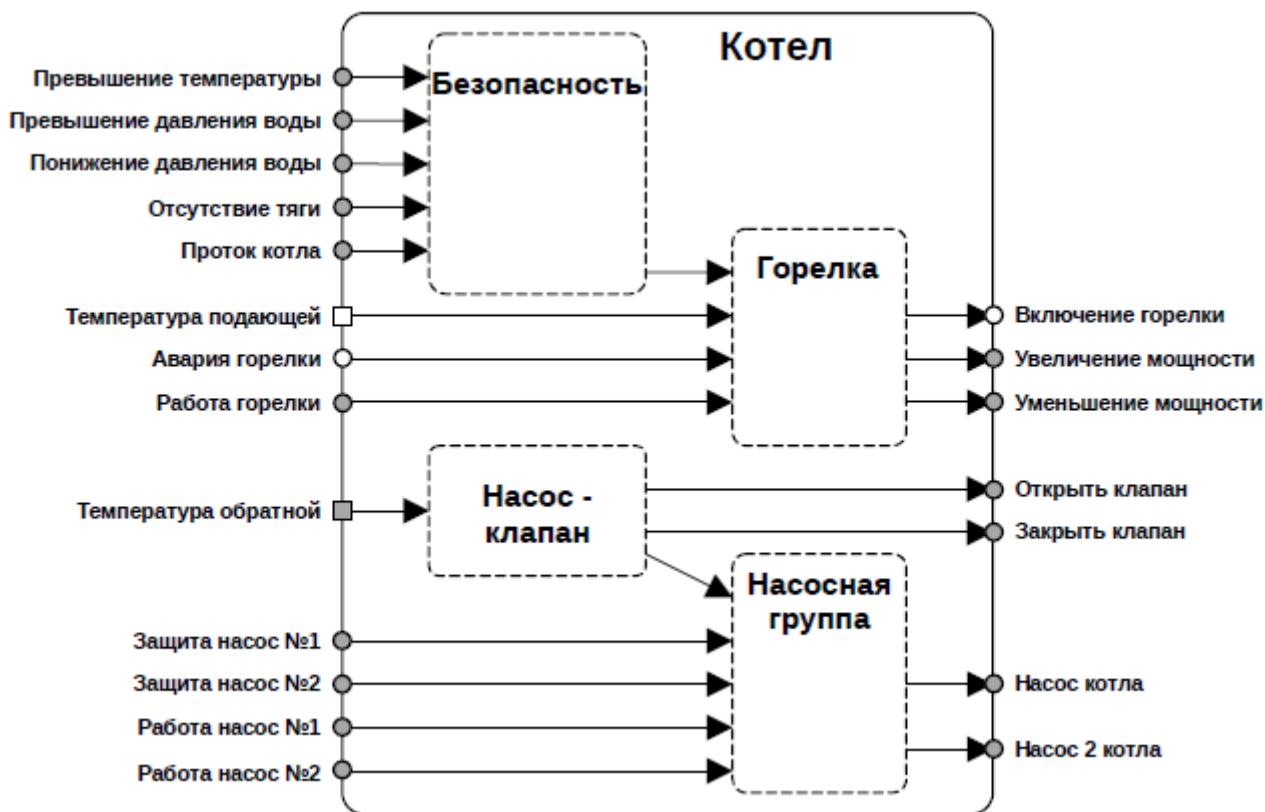 Котел
Безопасность
Превышение температуры
Превышение давления воды
Понижение давления воды
Отсутствие тяги
Проток котла
Горелка
Температура подающей
Авария горелки
Работа горелки
Включение горелки
Увеличение мощности
Уменьшение мощности
Температура обратной
Насос -
клапан
Открыть клапан
Закрыть клапан
Насосная
группа
Защита насос №1
Защита насос №2
Работа насос №1
Работа насос №2
Насос котла
Насос 2 котла